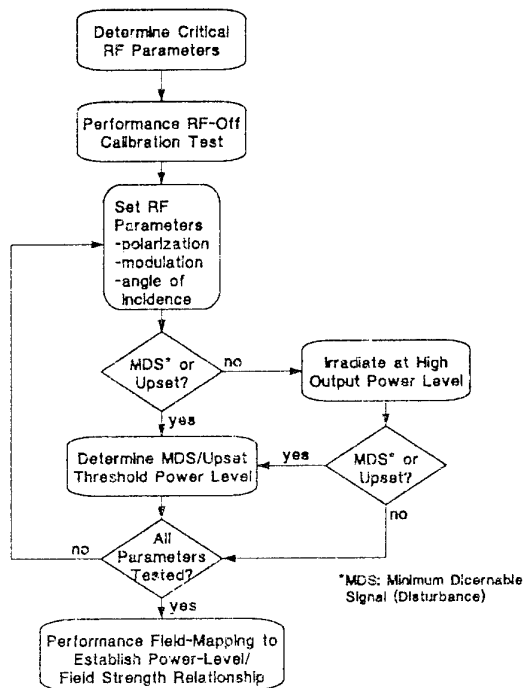 Determine Critical
RF Parameters
Performance RF-Off
Calibration Test
Set RF
Parameters
-polarization
-modulation
-angle of
incidence
MDS* or
Upset?
no
Irradiate at High
Output Power Level
yes
Determine MDS/Upset
Threshold Power Level
yes
MDS* or
Upset?
no
All
Parameters
Tested?
no
*MDS: Minimum Dicernable
Signal (Disturbance)
yes
Performance Field-Mapping to
Establish Power-Level/
Field Strength Relationship